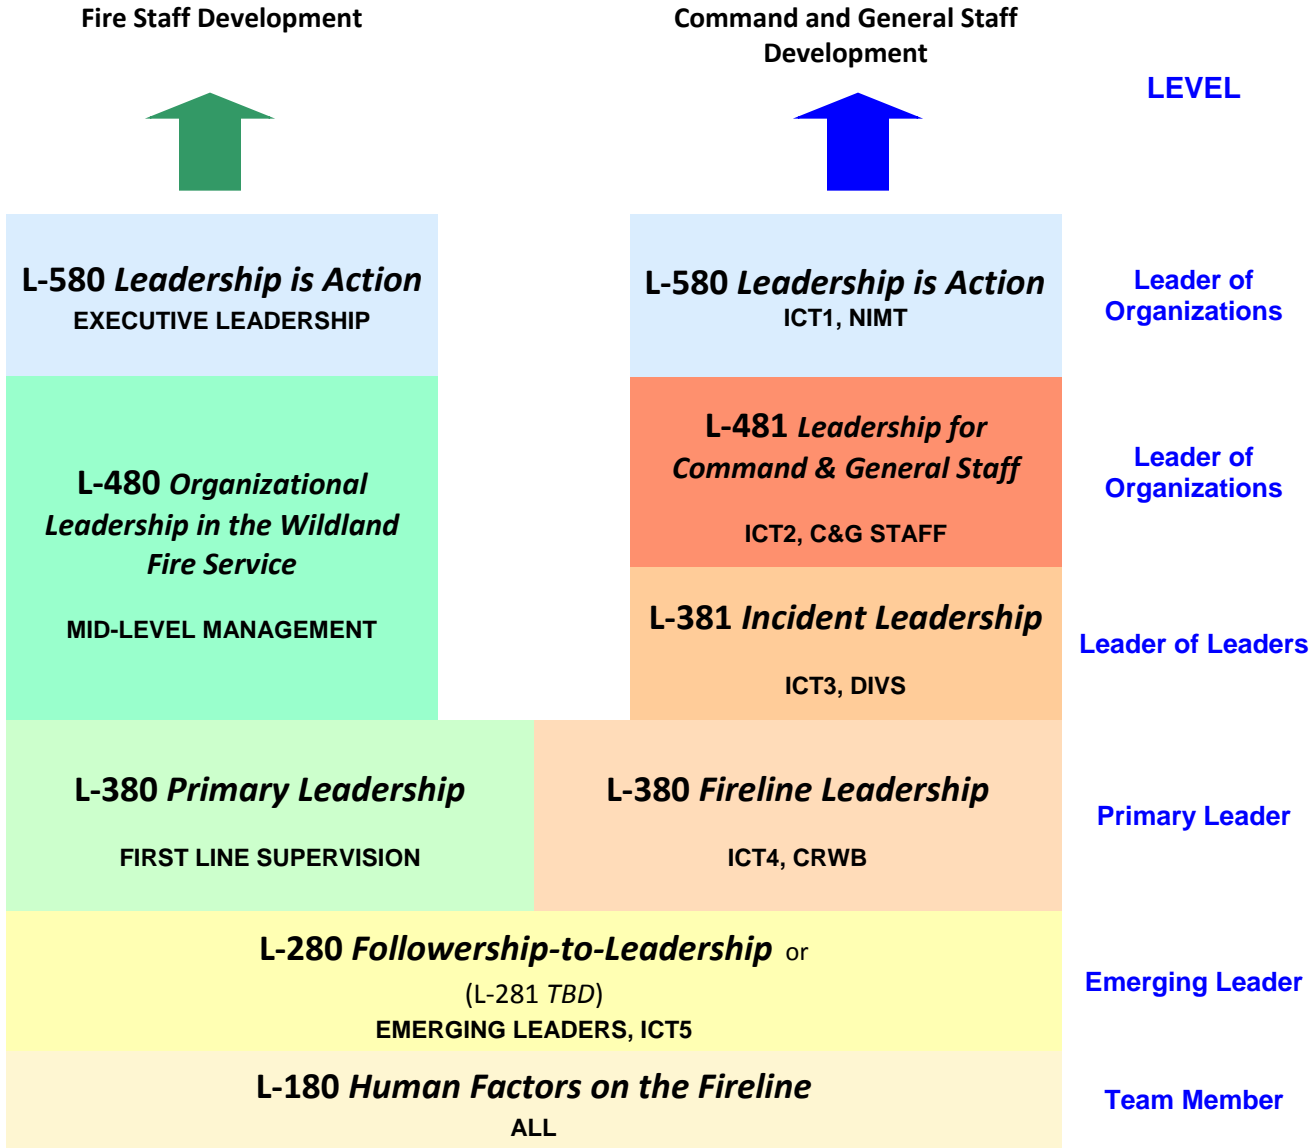 Fire Staff Development
Command and General Staff
Development
LEVEL
L-580 Leadership is Action
EXECUTIVE LEADERSHIP
L-580 Leadership is Action
ICT1, NIMT
Leader of
Organizations
L-480 Organizational
Leadership in the Wildland
Fire Service
MID-LEVEL MANAGEMENT
L-481 Leadership for
Command & General Staff
ICT2, C&G STAFF
Leader of
Organizations
L-381 Incident Leadership
ICT3, DIVS
Leader of Leaders
L-380 Primary Leadership
FIRST LINE SUPERVISION
L-380 Fireline Leadership
ICT4, CRWB
Primary Leader
L-280 Followership-to-Leadership or
(L-281 TBD)
EMERGING LEADERS, ICT5
Emerging Leader
L-180 Human Factors on the Fireline
ALL
Team Member